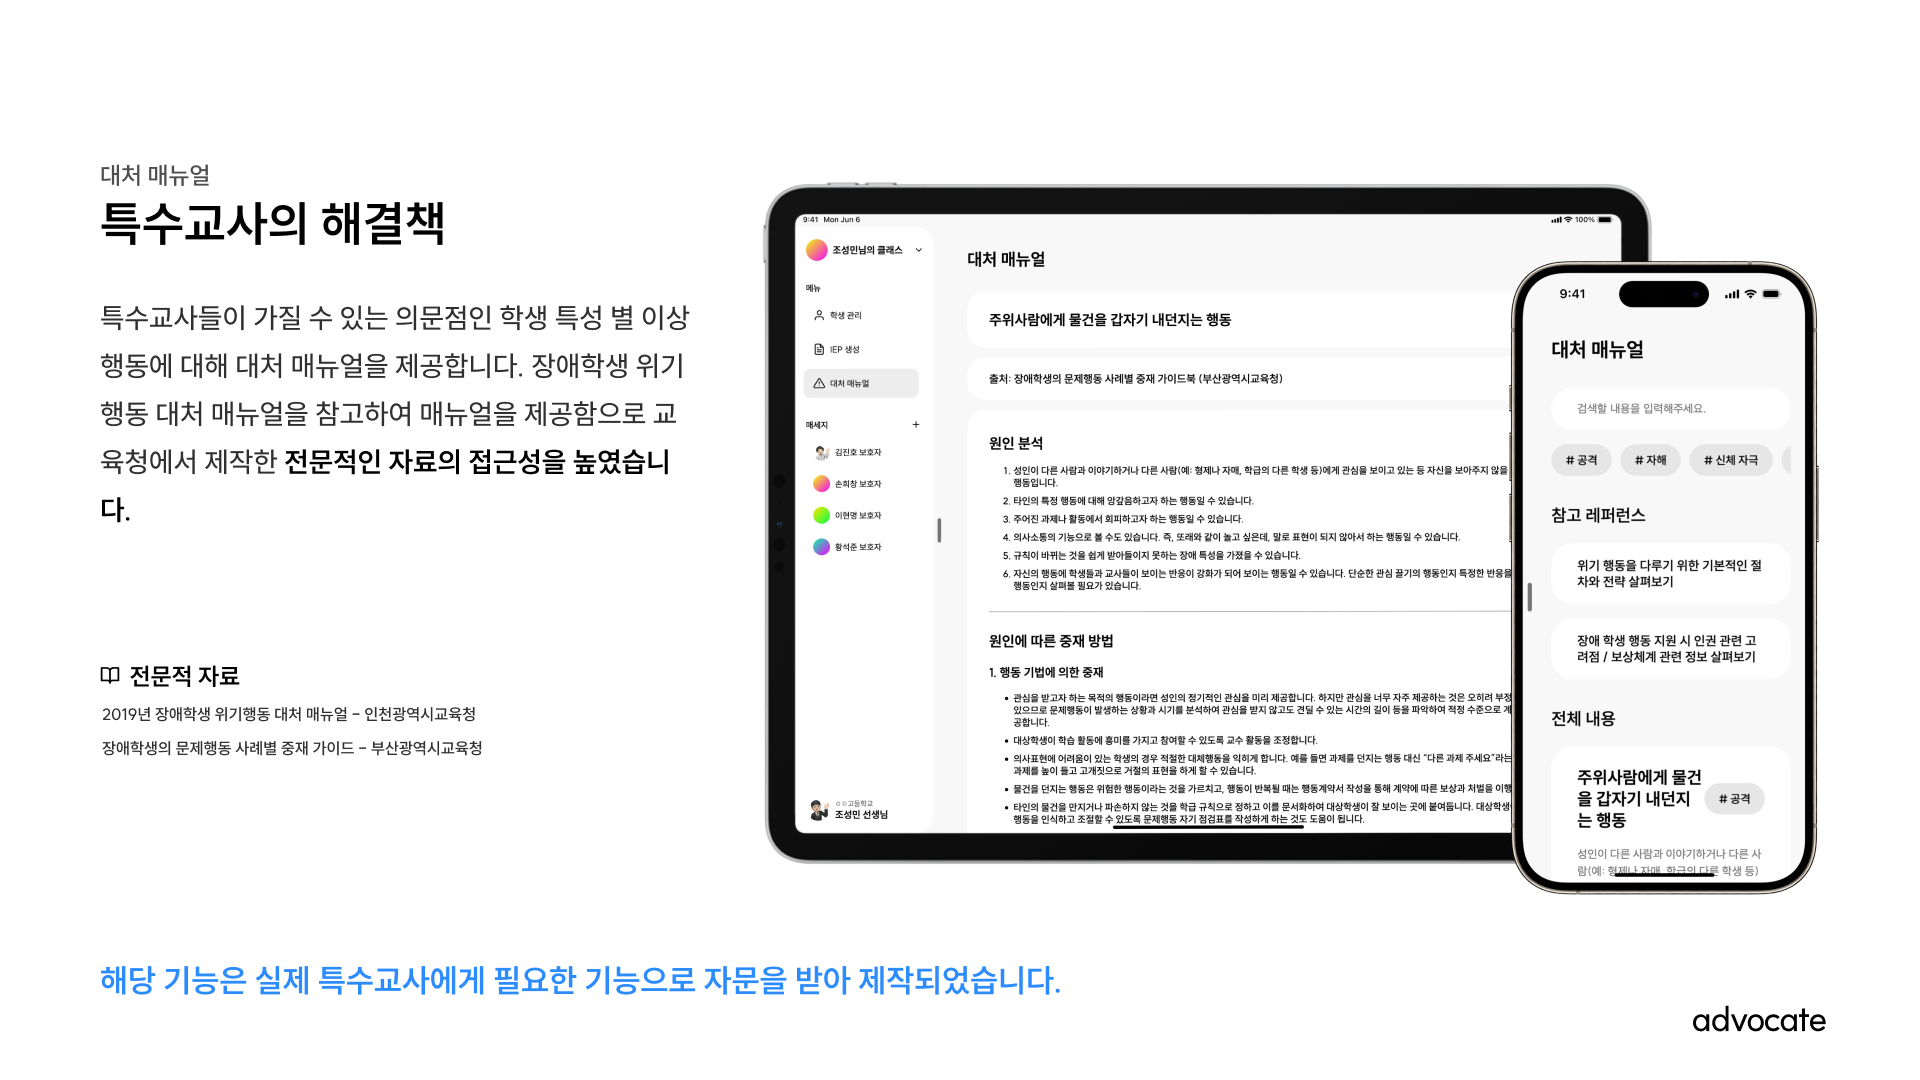 대처 매뉴얼
특수교사의 해결책
특수교사들이 가질 수 있는 의문점인 학생 특성 별 이상
행동에 대해 대처 매뉴얼을 제공합니다. 장애학생 위기
행동 대처 매뉴얼을 참고하여 매뉴얼을 제공함으로 교
육청에서 제작한 전문적인 자료의 접근성을 높였습니
다.
전문적 자료
2019년 장애학생 위기행동 대처 매뉴얼 - 인천광역시교육청
장애학생의 문제행동 사례별 중재 가이드 - 부산광역시교육청
9:41 Mon Jun 6
100%
조성민님의 클래스
메뉴
학생 관리
IEP 생성
대처 매뉴얼
매세지 +
김진호 보호자
손희창 보호자
이현명 보호자
황석준 보호자
ㅇㅇ고등학교
조성민 선생님
대처 매뉴얼
주위사람에게 물건을 갑자기 내던지는 행동
출처: 장애학생의 문제행동 사례별 중재 가이드북 (부산광역시교육청)
원인 분석
1. 성인이 다른 사람과 이야기하거나 다른 사람(예: 형제나 자매, 학급의 다른 학생 등)에게 관심을 보이고 있는 등 자신을 보아주지 않을
행동입니다.
2. 타인의 특정 행동에 대해 앙갚음하고자 하는 행동일 수 있습니다.
3. 주어진 과제나 활동에서 회피하고자 하는 행동일 수 있습니다.
4. 의사소통의 기능으로 볼 수도 있습니다. 즉, 또래와 같이 놀고 싶은데, 말로 표현이 되지 않아서 하는 행동일 수 있습니다.
5. 규칙이 바뀌는 것을 쉽게 받아들이지 못하는 장애 특성을 가졌을 수 있습니다.
6. 자신의 행동에 학생들과 교사들이 보이는 반응이 강화가 되어 보이는 행동일 수 있습니다. 단순한 관심 끌기의 행동인지 특정한 반응을
행동인지 살펴볼 필요가 있습니다.
원인에 따른 중재 방법
1. 행동 기법에 의한 중재
• 관심을 받고자 하는 목적의 행동이라면 성인의 정기적인 관심을 미리 제공합니다. 하지만 관심을 너무 자주 제공하는 것은 오히려 부정
있으므로 문제행동이 발생하는 상황과 시기를 분석하여 관심을 받지 않고도 견딜 수 있는 시간의 길이 등을 파악하여 적정 수준으로 계
공합니다.
• 대상학생이 학습 활동에 흥미를 가지고 참여할 수 있도록 교수 활동을 조정합니다.
• 의사표현에 어려움이 있는 학생의 경우 적절한 대체행동을 익히게 합니다. 예를 들면 과제를 던지는 행동 대신 “다른 과제 주세요”라는
과제를 높이 들고 고개짓으로 거절의 표현을 하게 할 수 있습니다.
• 물건을 던지는 행동은 위험한 행동이라는 것을 가르치고, 행동이 반복될 때는 행동계약서 작성을 통해 계약에 따른 보상과 처벌을 이행
• 타인의 물건을 만지거나 파손하지 않는 것을 학급 규칙으로 정하고 이를 문서화하여 대상학생이 잘 보이는 곳에 붙여둡니다. 대상학생
행동을 인식하고 조절할 수 있도록 문제행동 자기 점검표를 작성하게 하는 것도 도움이 됩니다.
9:41
대처 매뉴얼
검색할 내용을 입력해주세요.
# 공격 # 자해 # 신체 자극
참고 레퍼런스
위기 행동을 다루기 위한 기본적인 절
차와 전략 살펴보기
장애 학생 행동 지원 시 인권 관련 고
려점 / 보상체계 관련 정보 살펴보기
전체 내용
주위사람에게 물건
을 갑자기 내던지
는 행동
# 공격
성인이 다른 사람과 이야기하거나 다른 사
람(예: 형제나 자매, 학급의 다른 학생 등)
해당 기능은 실제 특수교사에게 필요한 기능으로 자문을 받아 제작되었습니다.
advocate